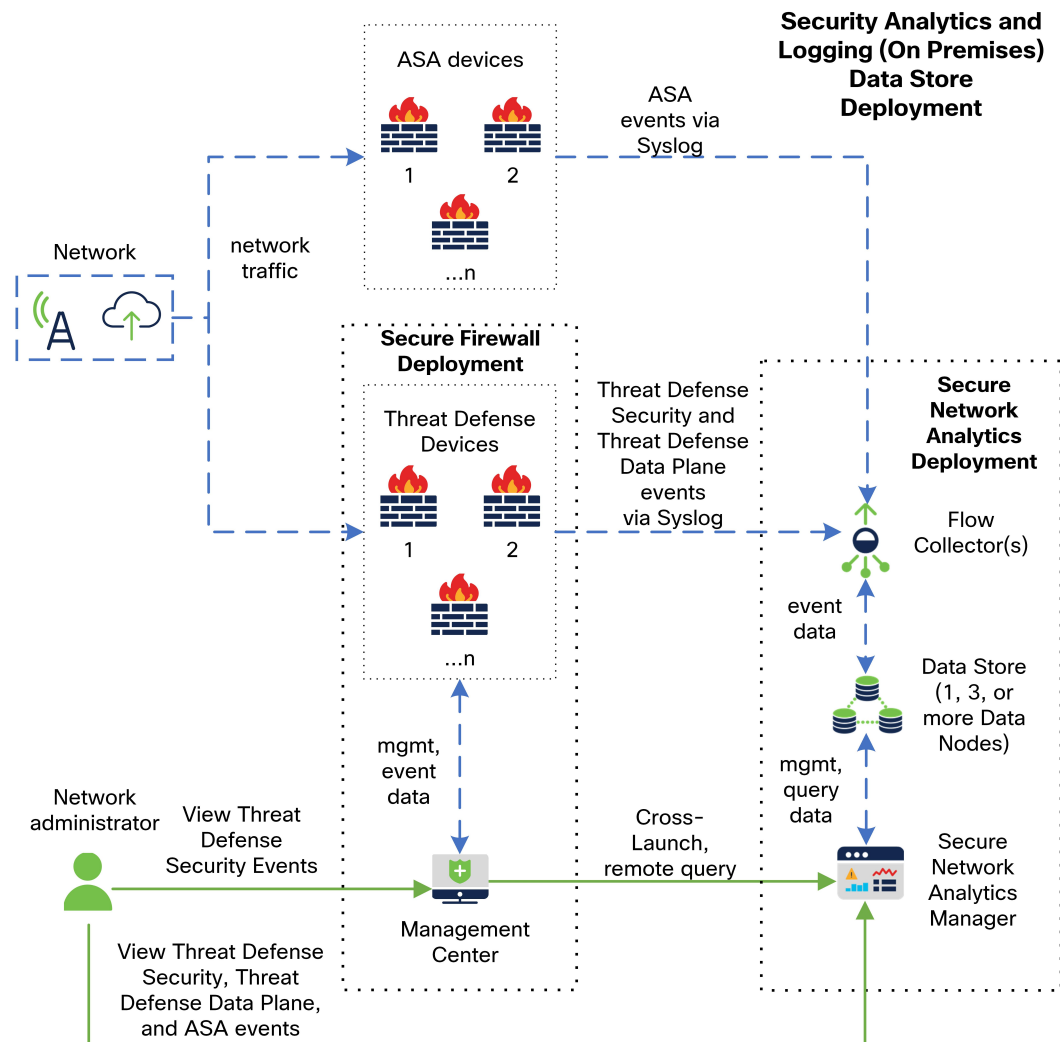 Security Analytics and
Logging (On Premises)
Data Store
Deployment
ASA devices
1
2
...n
ASA
events via
Syslog
Network
network
traffic
Secure Firewall
Deployment
Threat Defense
Devices
1
2
...n
Threat Defense
Security and
Threat Defense
Data Plane
events
via Syslog
Secure
Network
Analytics
Deployment
Flow
Collector(s)
event
data
Data Store
(1, 3, or
more Data
Nodes)
mgmt,
event
data
mgmt,
query
data
Network
administrator
View Threat
Defense
Security Events
Cross-
Launch,
remote query
Secure
Network
Analytics
Manager
Management
Center
View Threat Defense
Security, Threat
Defense Data Plane,
and ASA events